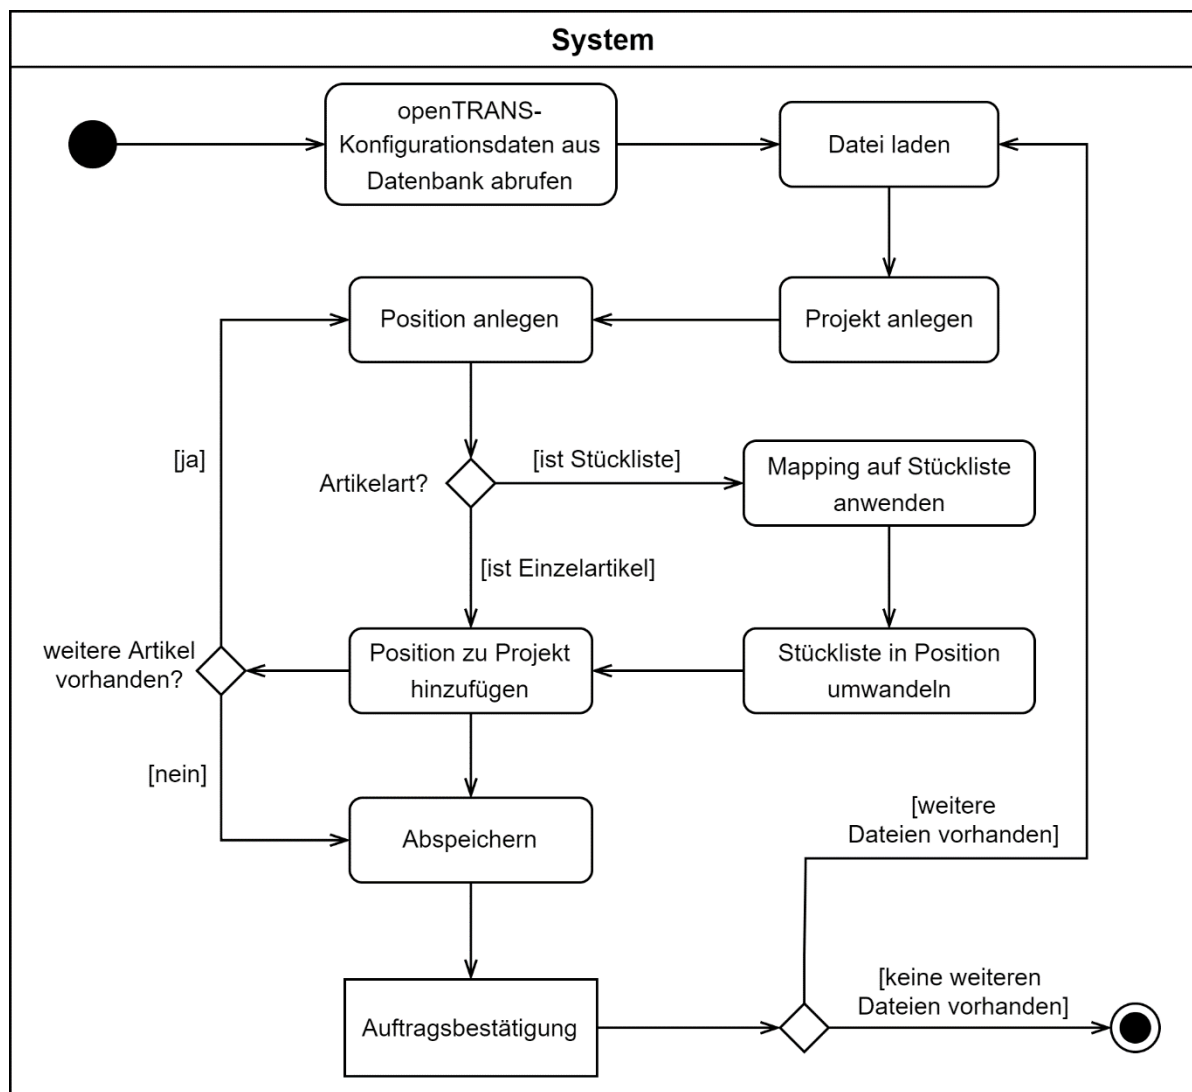 System
openTRANS-
Konfigurationsdaten aus
Datenbank abrufen
Datei laden
Position anlegen
Projekt anlegen
[ja]
Artikelart?
[ist Stückliste]
Mapping auf Stückliste
anwenden
[ist Einzelartikel]
weitere Artikel
vorhanden?
Position zu Projekt
hinzufügen
Stückliste in Position
umwandeln
[nein]
Abspeichern
[weitere
Dateien vorhanden]
Auftragsbestätigung
[keine weiteren
Dateien vorhanden]